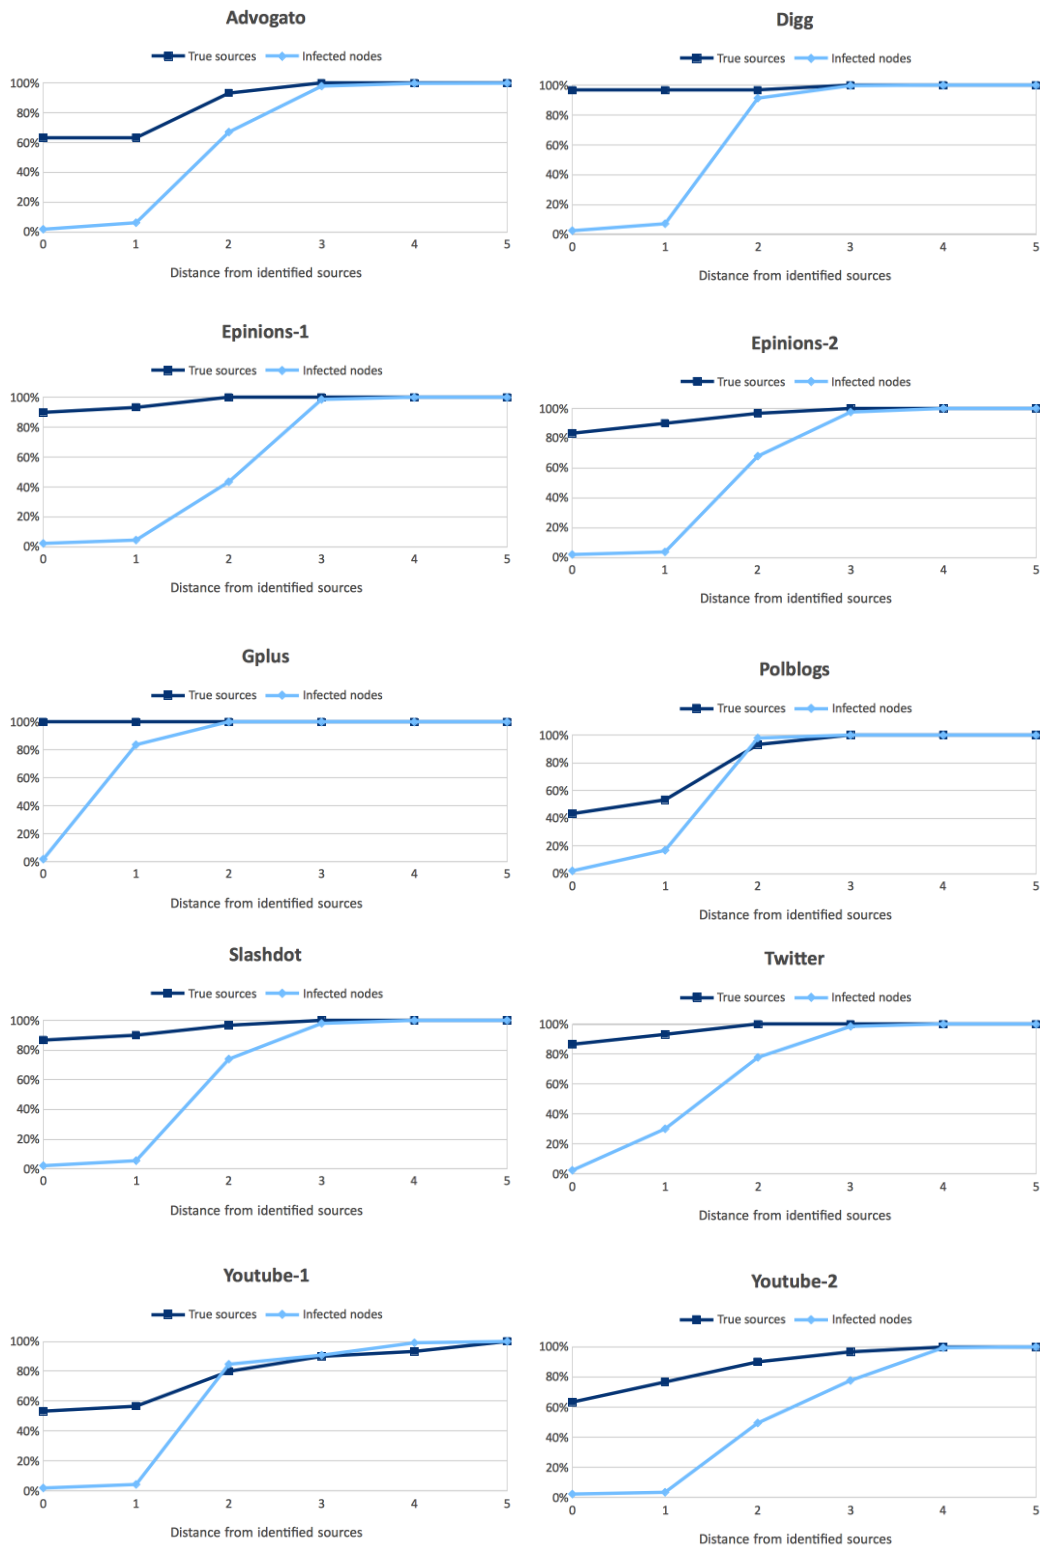 Advogato
True sources Infected nodes
100%
80%
60%
40%
20%
0%
0 1 2 3 4 5
Distance from identified sources
Digg
True sources Infected nodes
100%
80%
60%
40%
20%
0%
0 1 2 3 4 5
Distance from identified sources
Epinions-1
True sources Infected nodes
100%
80%
60%
40%
20%
0%
0 1 2 3 4 5
Distance from identified sources
Epinions-2
True sources Infected nodes
100%
80%
60%
40%
20%
0%
0 1 2 3 4 5
Distance from identified sources
Gplus
True sources Infected nodes
100%
80%
60%
40%
20%
0%
0 1 2 3 4 5
Distance from identified sources
Polblogs
True sources Infected nodes
100%
80%
60%
40%
20%
0%
0 1 2 3 4 5
Distance from identified sources
Slashdot
True sources Infected nodes
100%
80%
60%
40%
20%
0%
0 1 2 3 4 5
Distance from identified sources
Twitter
True sources Infected nodes
100%
80%
60%
40%
20%
0%
0 1 2 3 4 5
Distance from identified sources
Youtube-1
True sources Infected nodes
100%
80%
60%
40%
20%
0%
0 1 2 3 4 5
Distance from identified sources
Youtube-2
True sources Infected nodes
100%
80%
60%
40%
20%
0%
0 1 2 3 4 5
Distance from identified sources